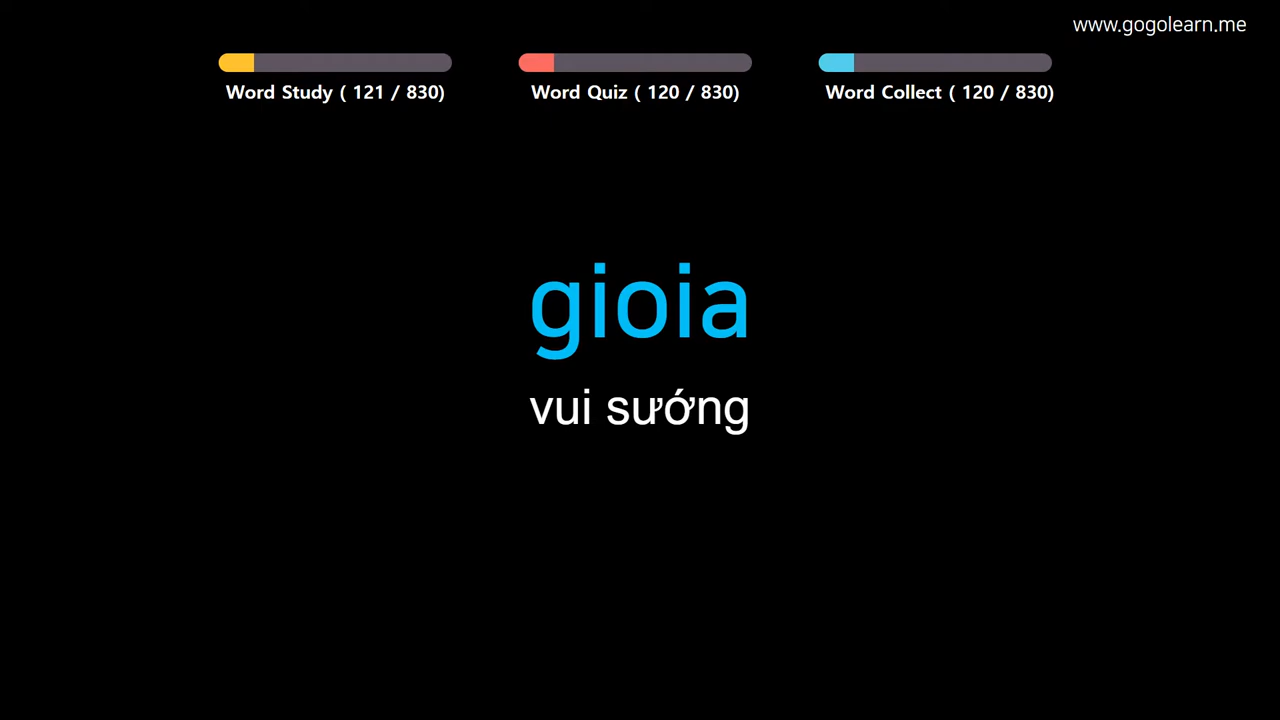 www.gogolearn.me
Word Study ( 121 / 830)
Word Quiz ( 120 / 830)
Word Collect ( 120 / 830)
gioia
vui sướng